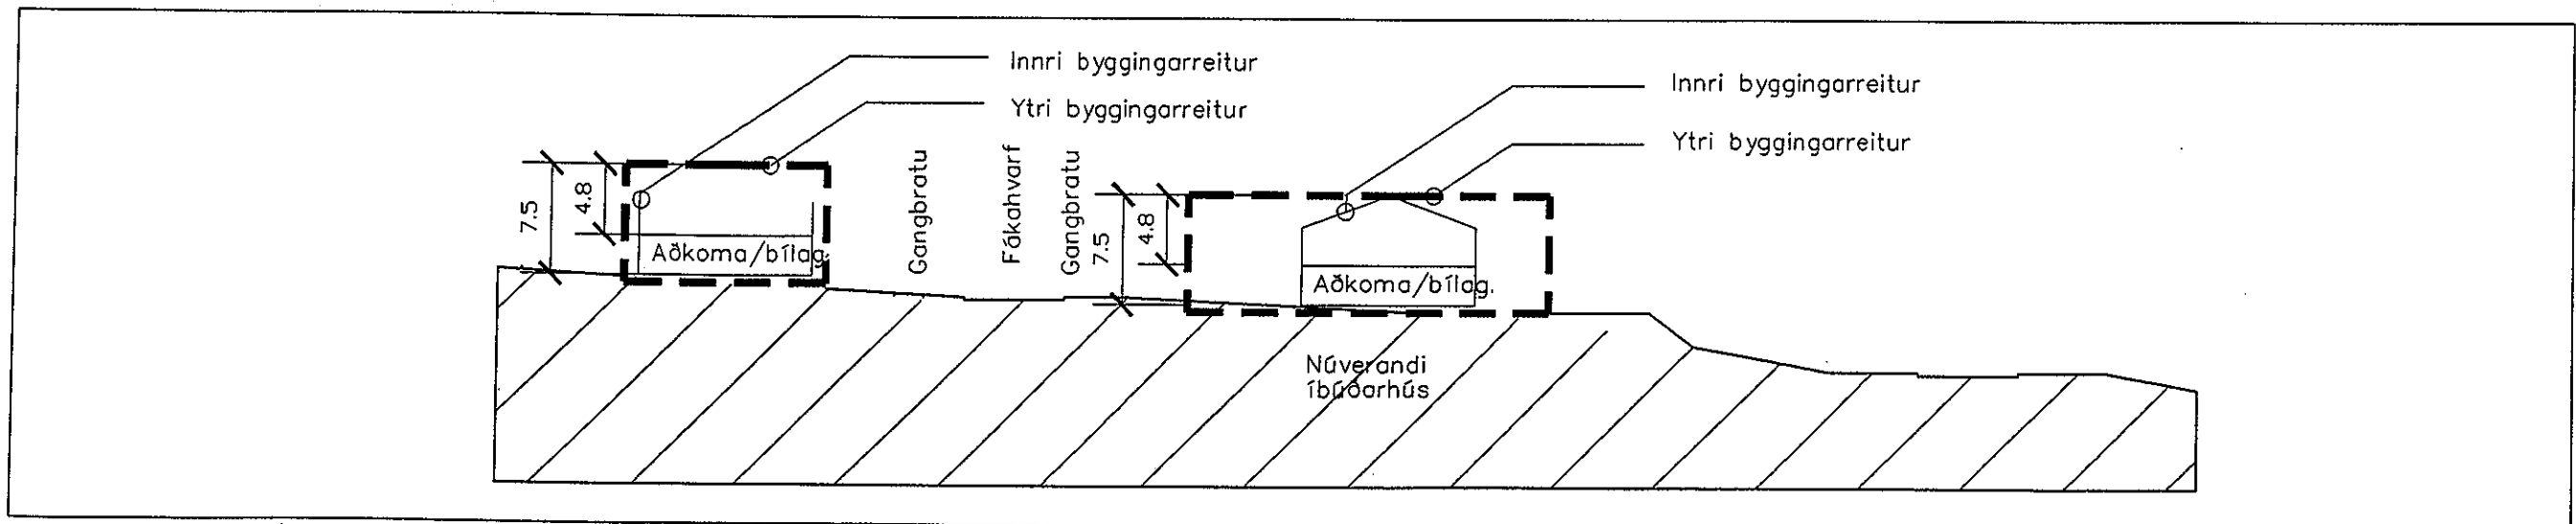 Innri byggingarreitur
Ytri byggingarreitur
Innri byggingarreitur
Ytri byggingarreitur
7.5
4.8
Aðkoma/bílag.
Gangbratu
Fákahvarf
Gangbratu
7.5
4.8
Aðkoma/bílag.
Núverandi
íbúðarhús